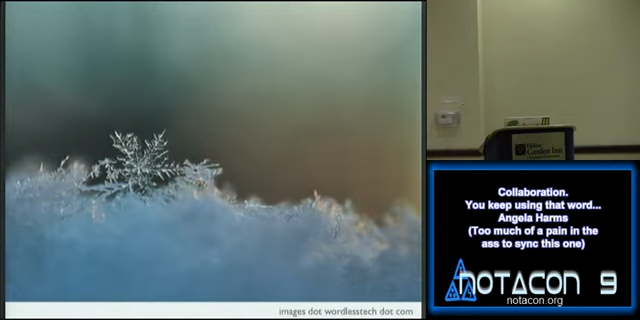 images dot wordlesstech dot com
Garden Inn
Collaboration.
You keep using that word...
Angela Harms
(Too much of a pain in the
ass to sync this one)
NOTACON 9
notacon.org